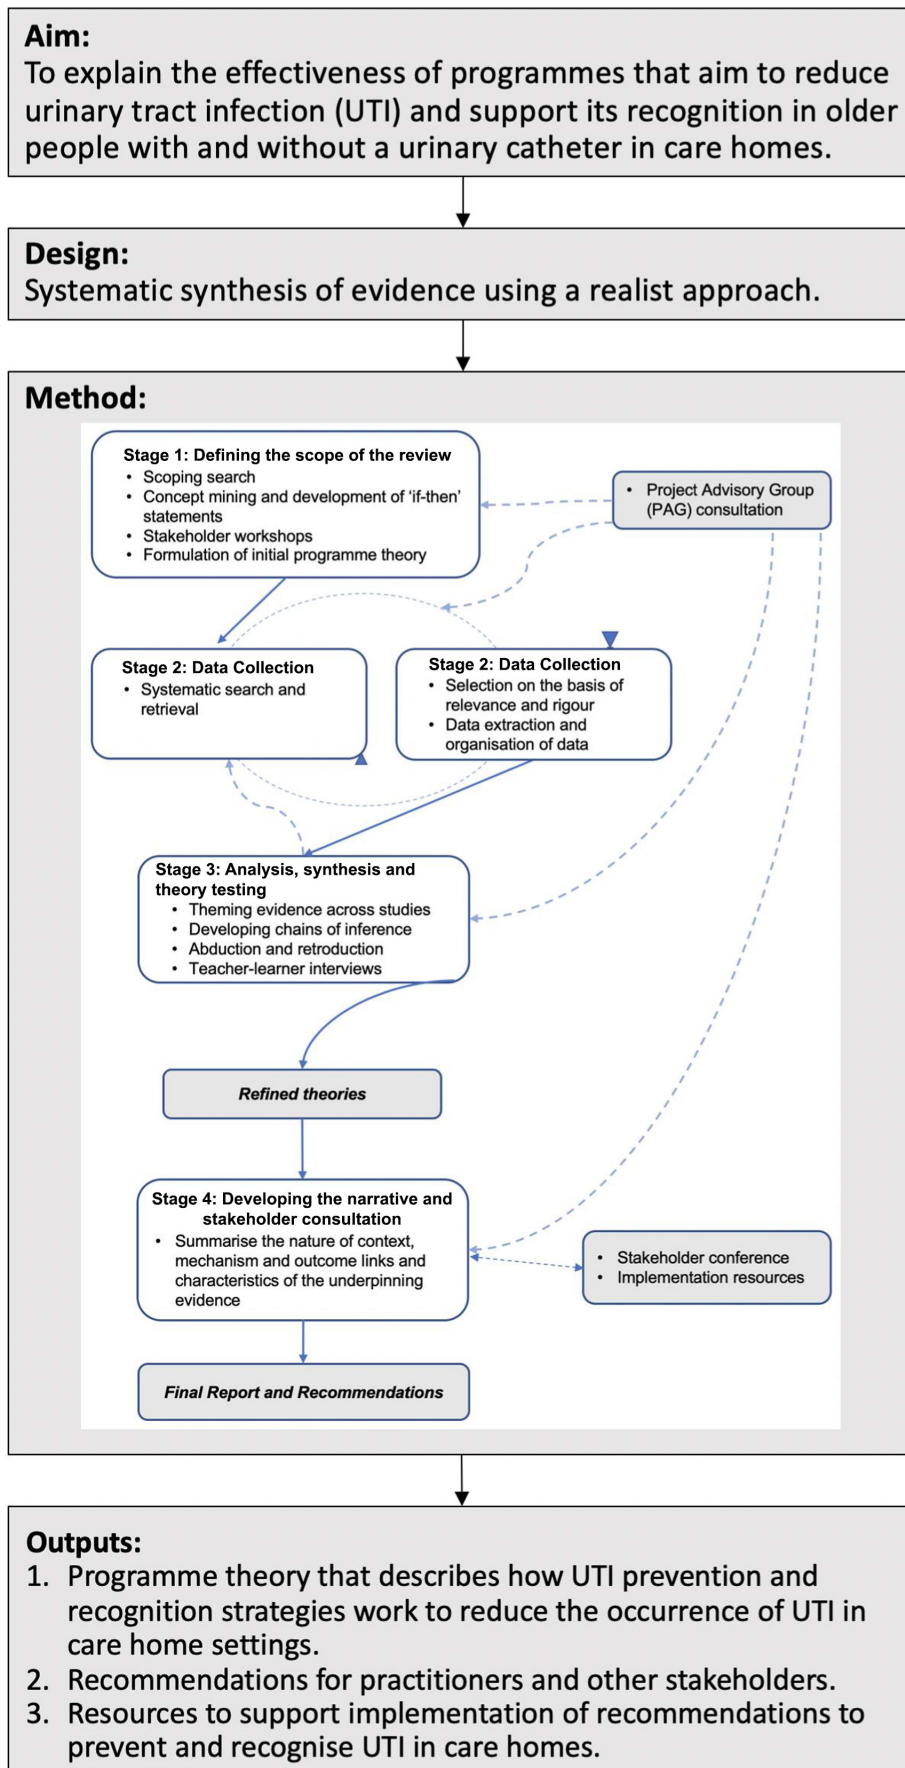 Aim:
To explain the effectiveness of programmes that aim to reduce
urinary tract infection (UTI) and support its recognition in older
people with and without a urinary catheter in care homes.
Design:
Systematic synthesis of evidence using a realist approach.
Method:
Stage 1: Defining the scope of the review
• Scoping search
• Concept mining and development of ‘if-then’
statements
• Stakeholder workshops
• Formulation of initial programme theory
• Project Advisory Group
(PAG) consultation
Stage 2: Data Collection
• Systematic search and
retrieval
Stage 2: Data Collection
• Selection on the basis of
relevance and rigour
• Data extraction and
organisation of data
Stage 3: Analysis, synthesis and
theory testing
• Theming evidence across studies
• Developing chains of inference
• Abduction and retroduction
• Teacher-learner interviews
Refined theories
Stage 4: Developing the narrative and
stakeholder consultation
• Summarise the nature of context,
mechanism and outcome links and
characteristics of the underpinning
evidence
• Stakeholder conference
• Implementation resources
Final Report and Recommendations
Outputs:
1. Programme theory that describes how UTI prevention and
recognition strategies work to reduce the occurrence of UTI in
care home settings.
2. Recommendations for practitioners and other stakeholders.
3. Resources to support implementation of recommendations to
prevent and recognise UTI in care homes.